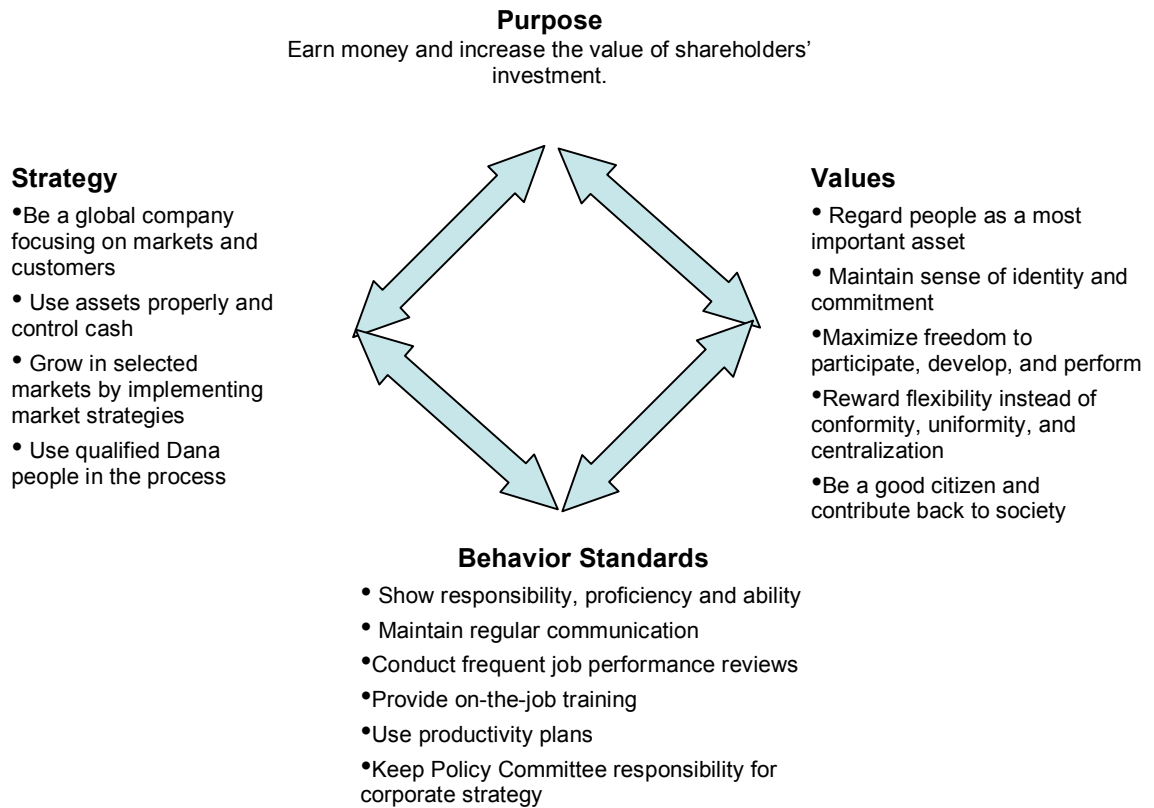 Purpose
Earn money and increase the value of shareholders’
investment.
Strategy
•Be a global company
focusing on markets and
customers
• Use assets properly and
control cash
• Grow in selected
markets by implementing
market strategies
• Use qualified Dana
people in the process
Values
• Regard people as a most
important asset
• Maintain sense of identity and
commitment
•Maximize freedom to
participate, develop, and perform
•Reward flexibility instead of
conformity, uniformity, and
centralization
•Be a good citizen and
contribute back to society
Behavior Standards
• Show responsibility, proficiency and ability
• Maintain regular communication
•Conduct frequent job performance reviews
•Provide on-the-job training
•Use productivity plans
•Keep Policy Committee responsibility for
corporate strategy